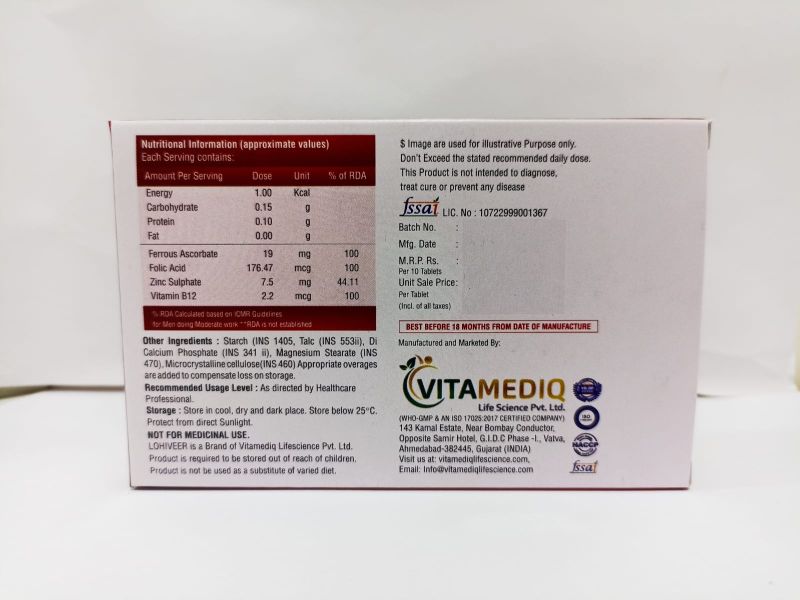 Nutritional Information (approximate values)
Each Serving contains:
Amount Per Serving Dose Unit % of RDA
Energy 1.00 Kcal
Carbohydrate 0.15 g
Protein 0.10 g
Fat 0.00 g
Ferrous Ascorbate 19 mg 100
Folic Acid 176.47 mcg 100
Zinc Sulphate 7.5 mg 44.11
Vitamin B12 2.2 mcg 100
% RDA Calculated based on ICMR Guidelines
for Men doing Moderate work **RDA is not established
Other Ingredients : Starch (INS 1405, Talc (INS 553ii), Di
Calcium Phosphate (INS 341 ii), Magnesium Stearate (INS
470), Microcrystalline cellulose (INS 460) Appropriate overages
are added to compensate loss on storage.
Recommended Usage Level : As directed by Healthcare
Professional.
Storage : Store in cool, dry and dark place. Store below 25°C.
Protect from direct Sunlight.
NOT FOR MEDICINAL USE.
LOHIVEER is a Brand of Vitamediq Lifescience Pvt. Ltd.
Product is required to be stored out of reach of children.
Product is not be used as a substitute of varied diet.
$ Image are used for illustrative Purpose only.
Don't Exceed the stated recommended daily dose.
This Product is not intended to diagnose,
treat cure or prevent any disease
fssai LIC. No : 10722999001367
Batch No. :
Mfg. Date :
M.R.P. Rs. :
Per 10 Tablets
Unit Sale Price:
Per Tablet
(Incl. of all taxes)
BEST BEFORE 18 MONTHS FROM DATE OF MANUFACTURE
Manufactured and Marketed By:
VITAMEDIQ
Life Science Pvt. Ltd.
(WHO-GMP & AN ISO 17025:2017 CERTIFIED COMPANY)
143 Kamal Estate, Near Bombay Conductor,
Opposite Samir Hotel, G.I.D.C Phase -I., Vatva,
Ahmedabad-382445, Gujarat (INDIA)
Visit us at: vitamediqlifescience.com,
Email: Info@vitamediqlifescience.com
ISO
HACCP
fssai